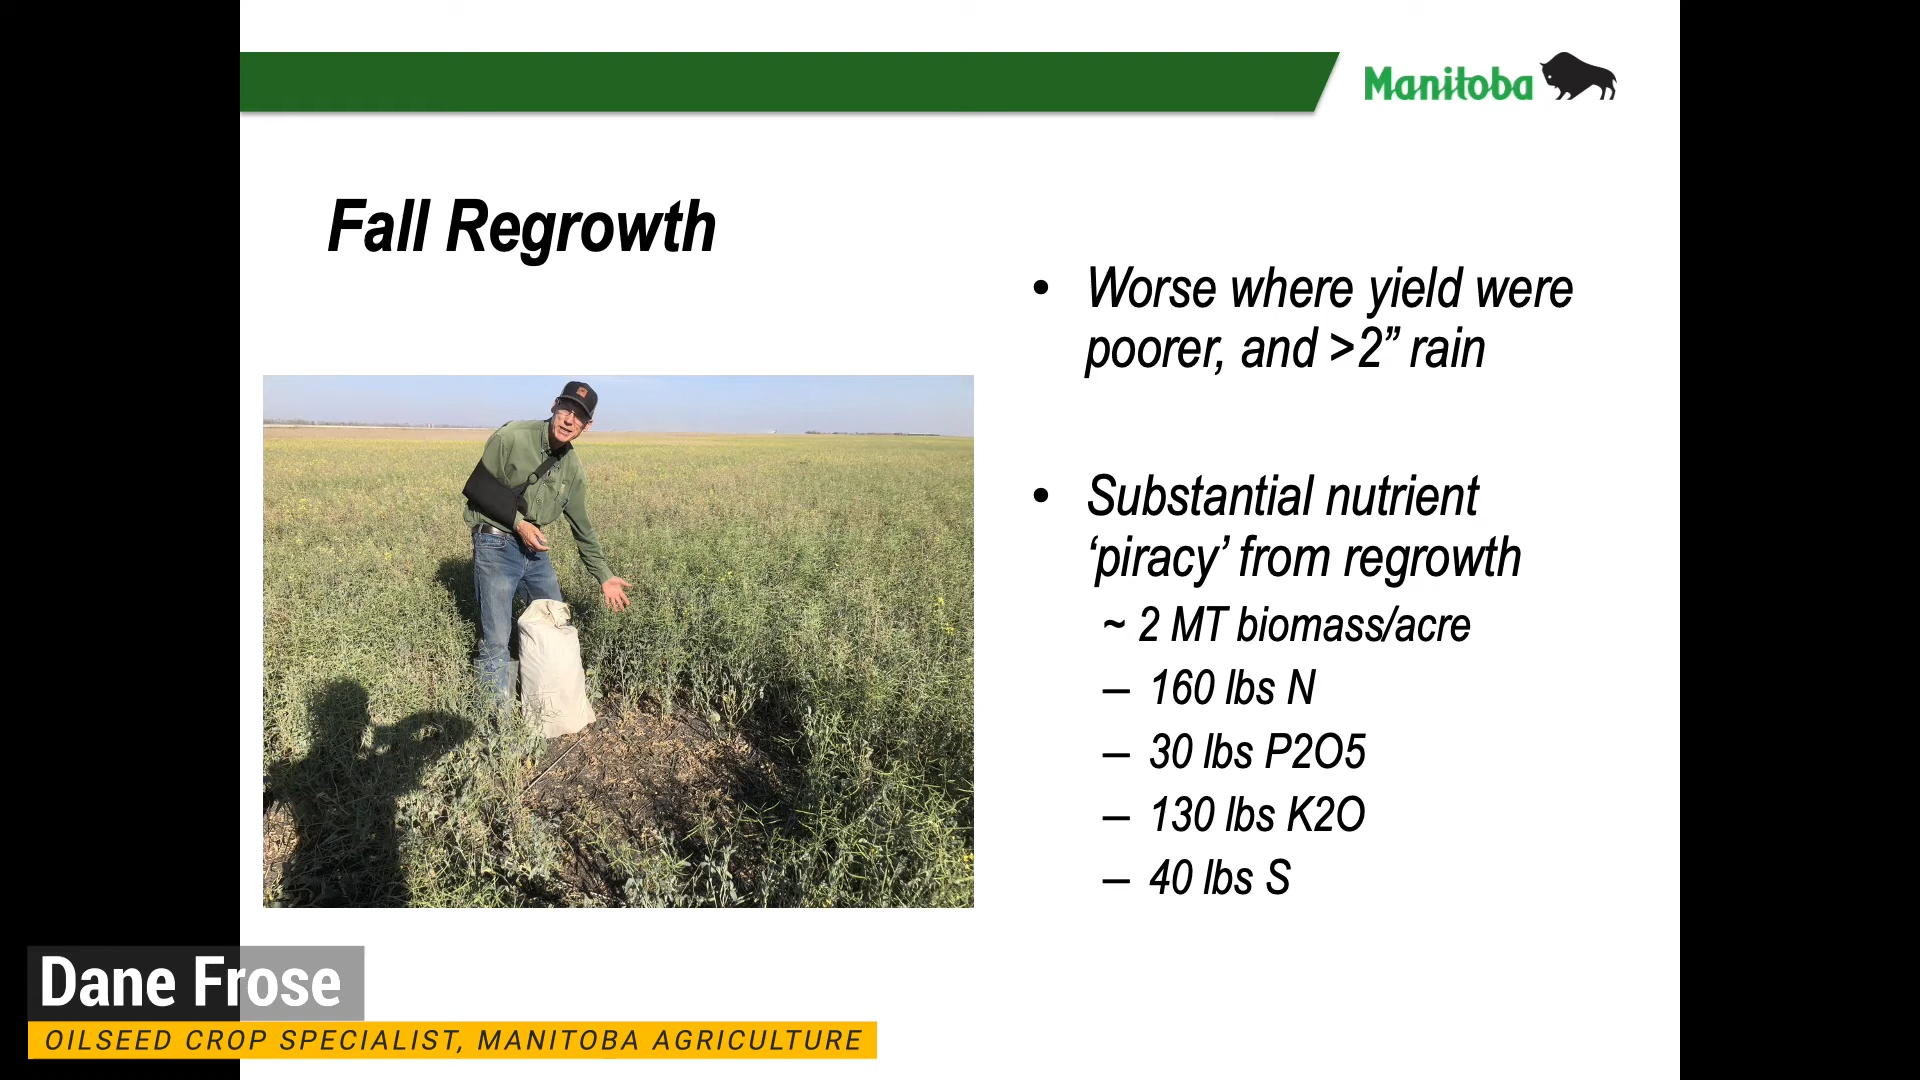 Manitoba
Fall Regrowth
• Worse where yield were
poorer, and >2” rain
• Substantial nutrient
‘piracy’ from regrowth
~ 2 MT biomass/acre
– 160 lbs N
– 30 lbs P2O5
– 130 lbs K2O
– 40 lbs S
Dane Frose
OILSEED CROP SPECIALIST, MANITOBA AGRICULTURE